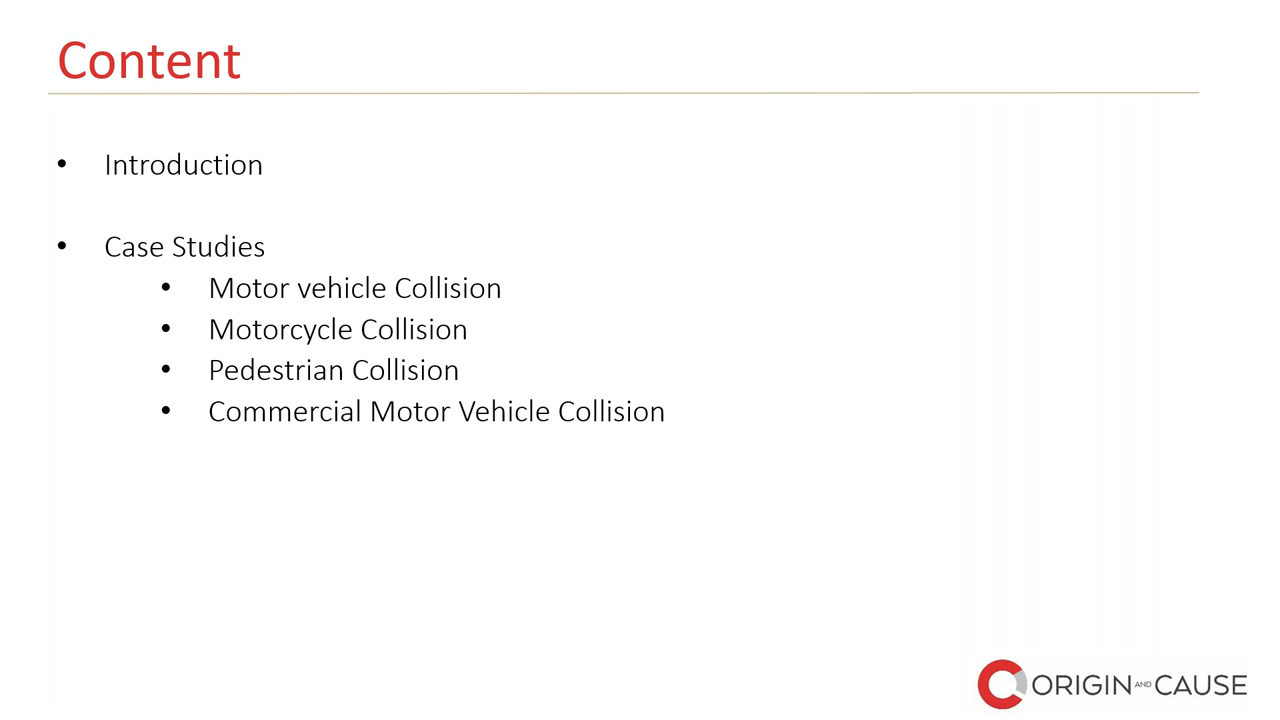 Content
• Introduction
• Case Studies
• Motor vehicle Collision
• Motorcycle Collision
• Pedestrian Collision
• Commercial Motor Vehicle Collision
ORIGIN AND CAUSE